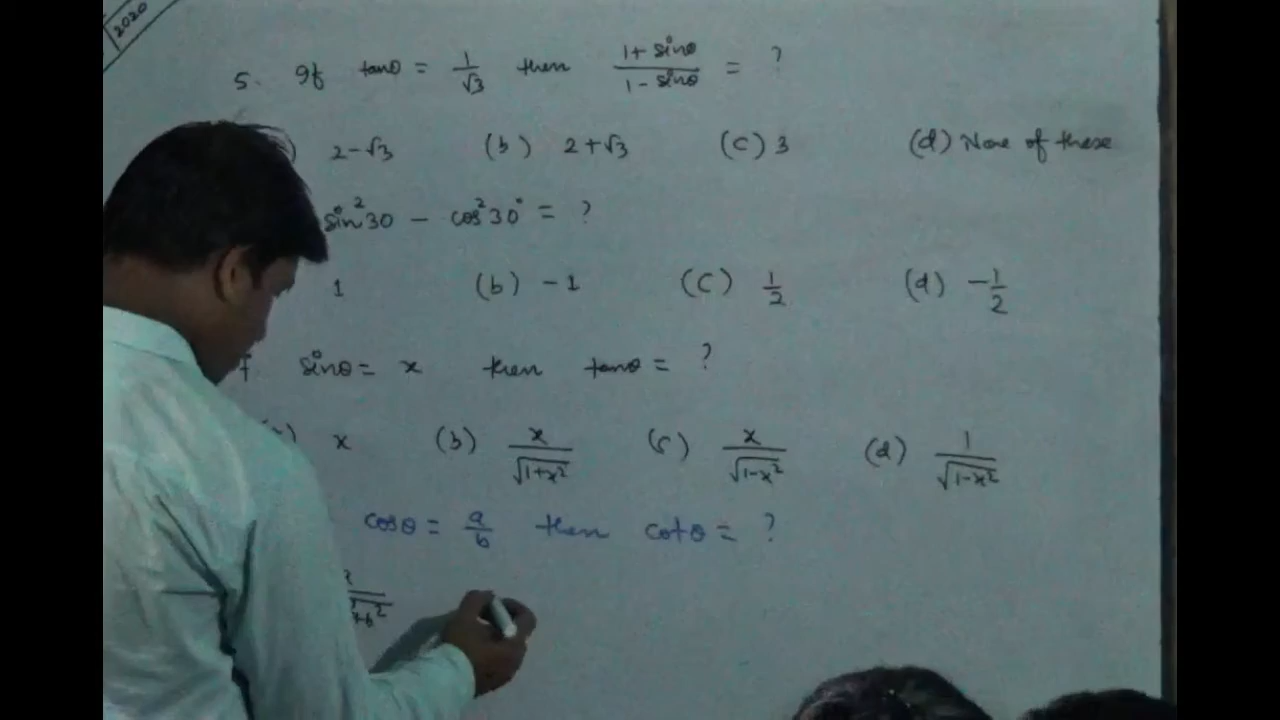 2020
5. If tanθ = 1/√3 then (1 + sinθ)/(1 - sinθ) = ?
) 2-√3 (b) 2+√3 (c) 3 (d) None of these
sin²30 - cos²30° = ?
1 (b) -1 (C) 1/2 (d) -1/2
f sinθ = x then tanθ = ?
) x (b) x/√(1+x²) (c) x/√(1-x²) (d) 1/√(1-x²)
cosθ = a/b then cotθ = ?